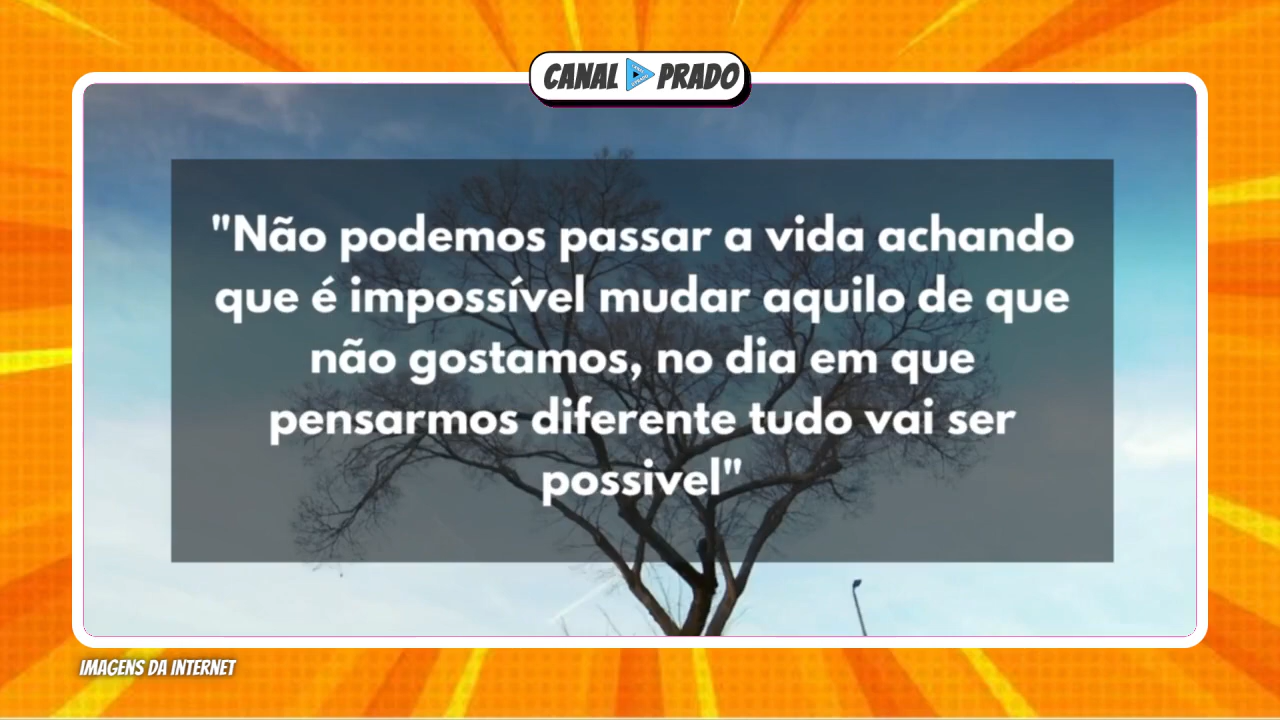 CANAL PRADO
"Não podemos passar a vida achando
que é impossível mudar aquilo de que
não gostamos, no dia em que
pensarmos diferente tudo vai ser
possivel"
IMAGENS DA INTERNET